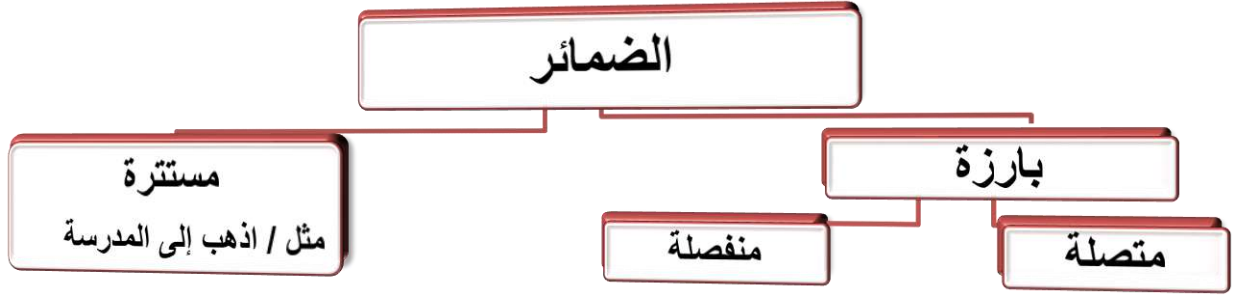 الضمائر
بارزة
مستترة
مثل / اذهب إلى المدرسة
متصلة
منفصلة